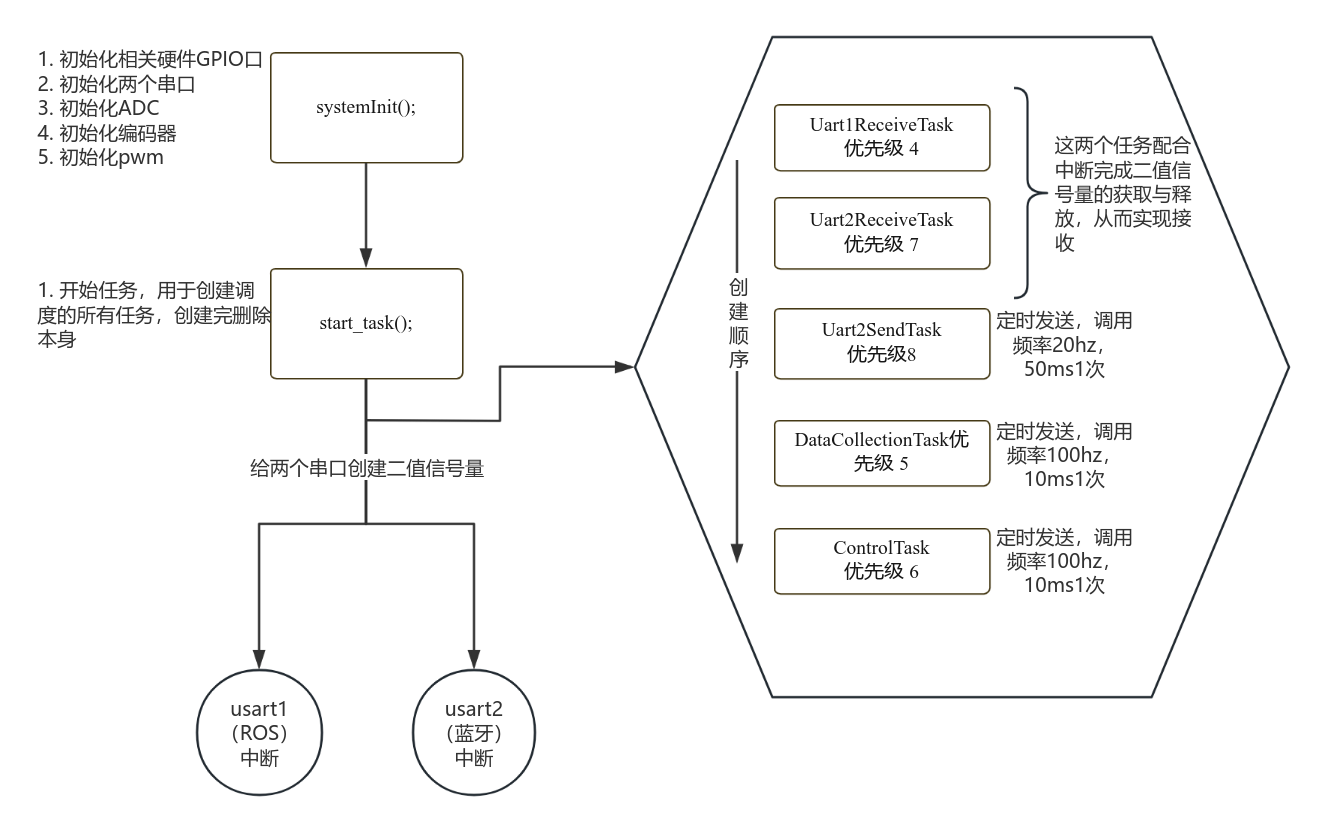 1. 初始化相关硬件GPIO口
2. 初始化两个串口
3. 初始化ADC
4. 初始化编码器
5. 初始化pwm
systemInit();
1. 开始任务，用于创建调
度的所有任务，创建完删除
本身
start_task();
给两个串口创建二值信号量
usart1
（ROS）
中断
usart2
（蓝牙）
中断
创
建
顺
序
Uart1ReceiveTask
优先级 4
Uart2ReceiveTask
优先级 7
这两个任务配合
中断完成二值信
号量的获取与释
放，从而实现接
收
Uart2SendTask
优先级8
定时发送，调用
频率20hz，
50ms1次
DataCollectionTask优
先级 5
定时发送，调用
频率100hz，
10ms1次
ControlTask
优先级 6
定时发送，调用
频率100hz，
10ms1次